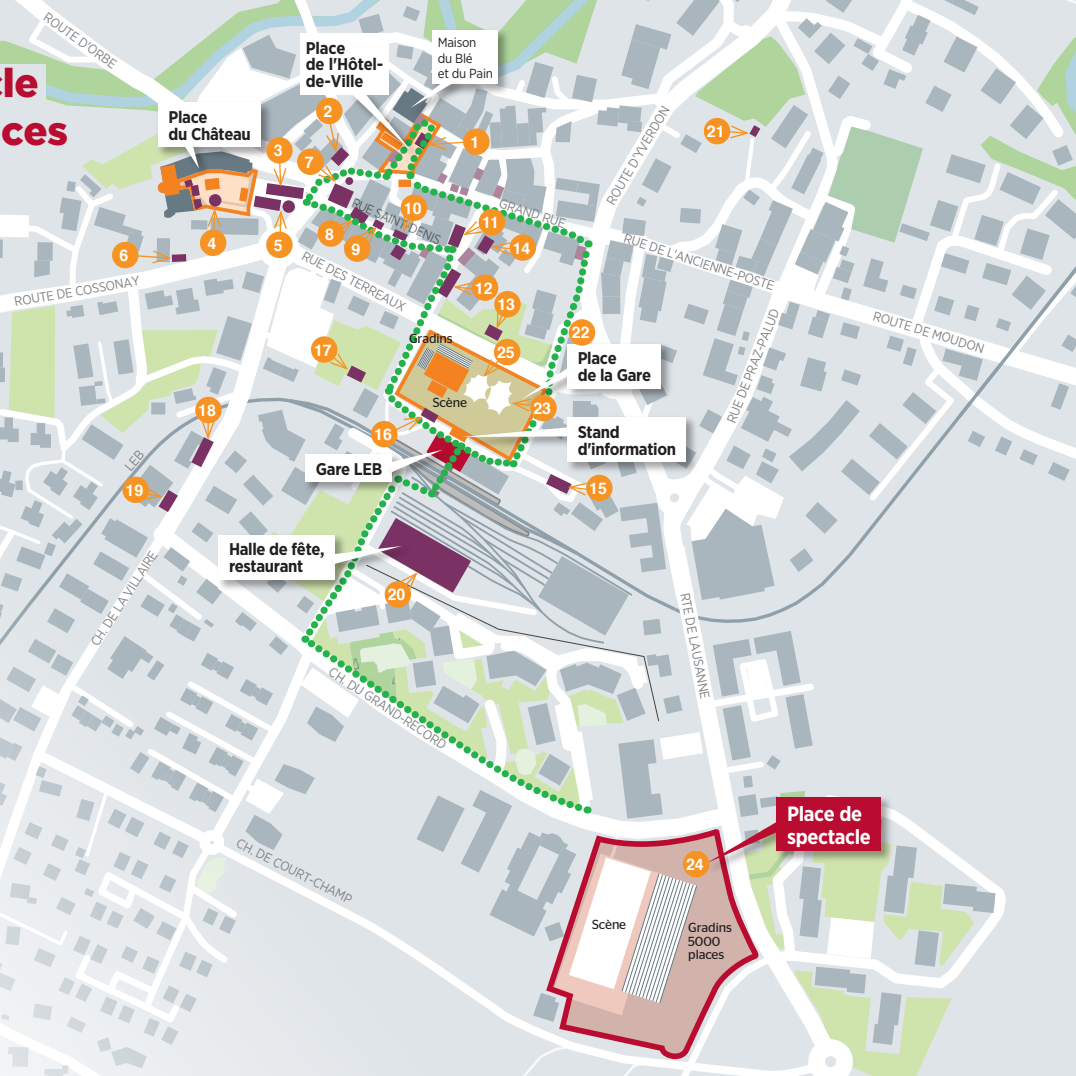 ROUTE D'ORBE
cle
ces
Place
de l'Hôtel-
de-Ville
Maison
du Blé
et du Pain
Place
du Château
2
3
7
1
21
ROUTE D'YVERDON
10
GRAND RUE
RUE SAINT-DENIS
11
14
8
9
4
5
6
RUE DE L'ANCIENNE-POSTE
ROUTE DE COSSONAY
RUE DES TERREAUX
12
13
22
ROUTE DE MOUDON
RUE DE PRAZ-PALUD
Gradins
17
25
Place
de la Gare
Scène
23
18
16
Stand
d'information
LEB
Gare LEB
19
15
Halle de fête,
restaurant
20
CH. DE LA VILLAIRE
RTE DE LAUSANNE
CH. DU GRAND-RECORD
Place de
spectacle
CH. DE COURT-CHAMP
24
Scène
Gradins
5000
places